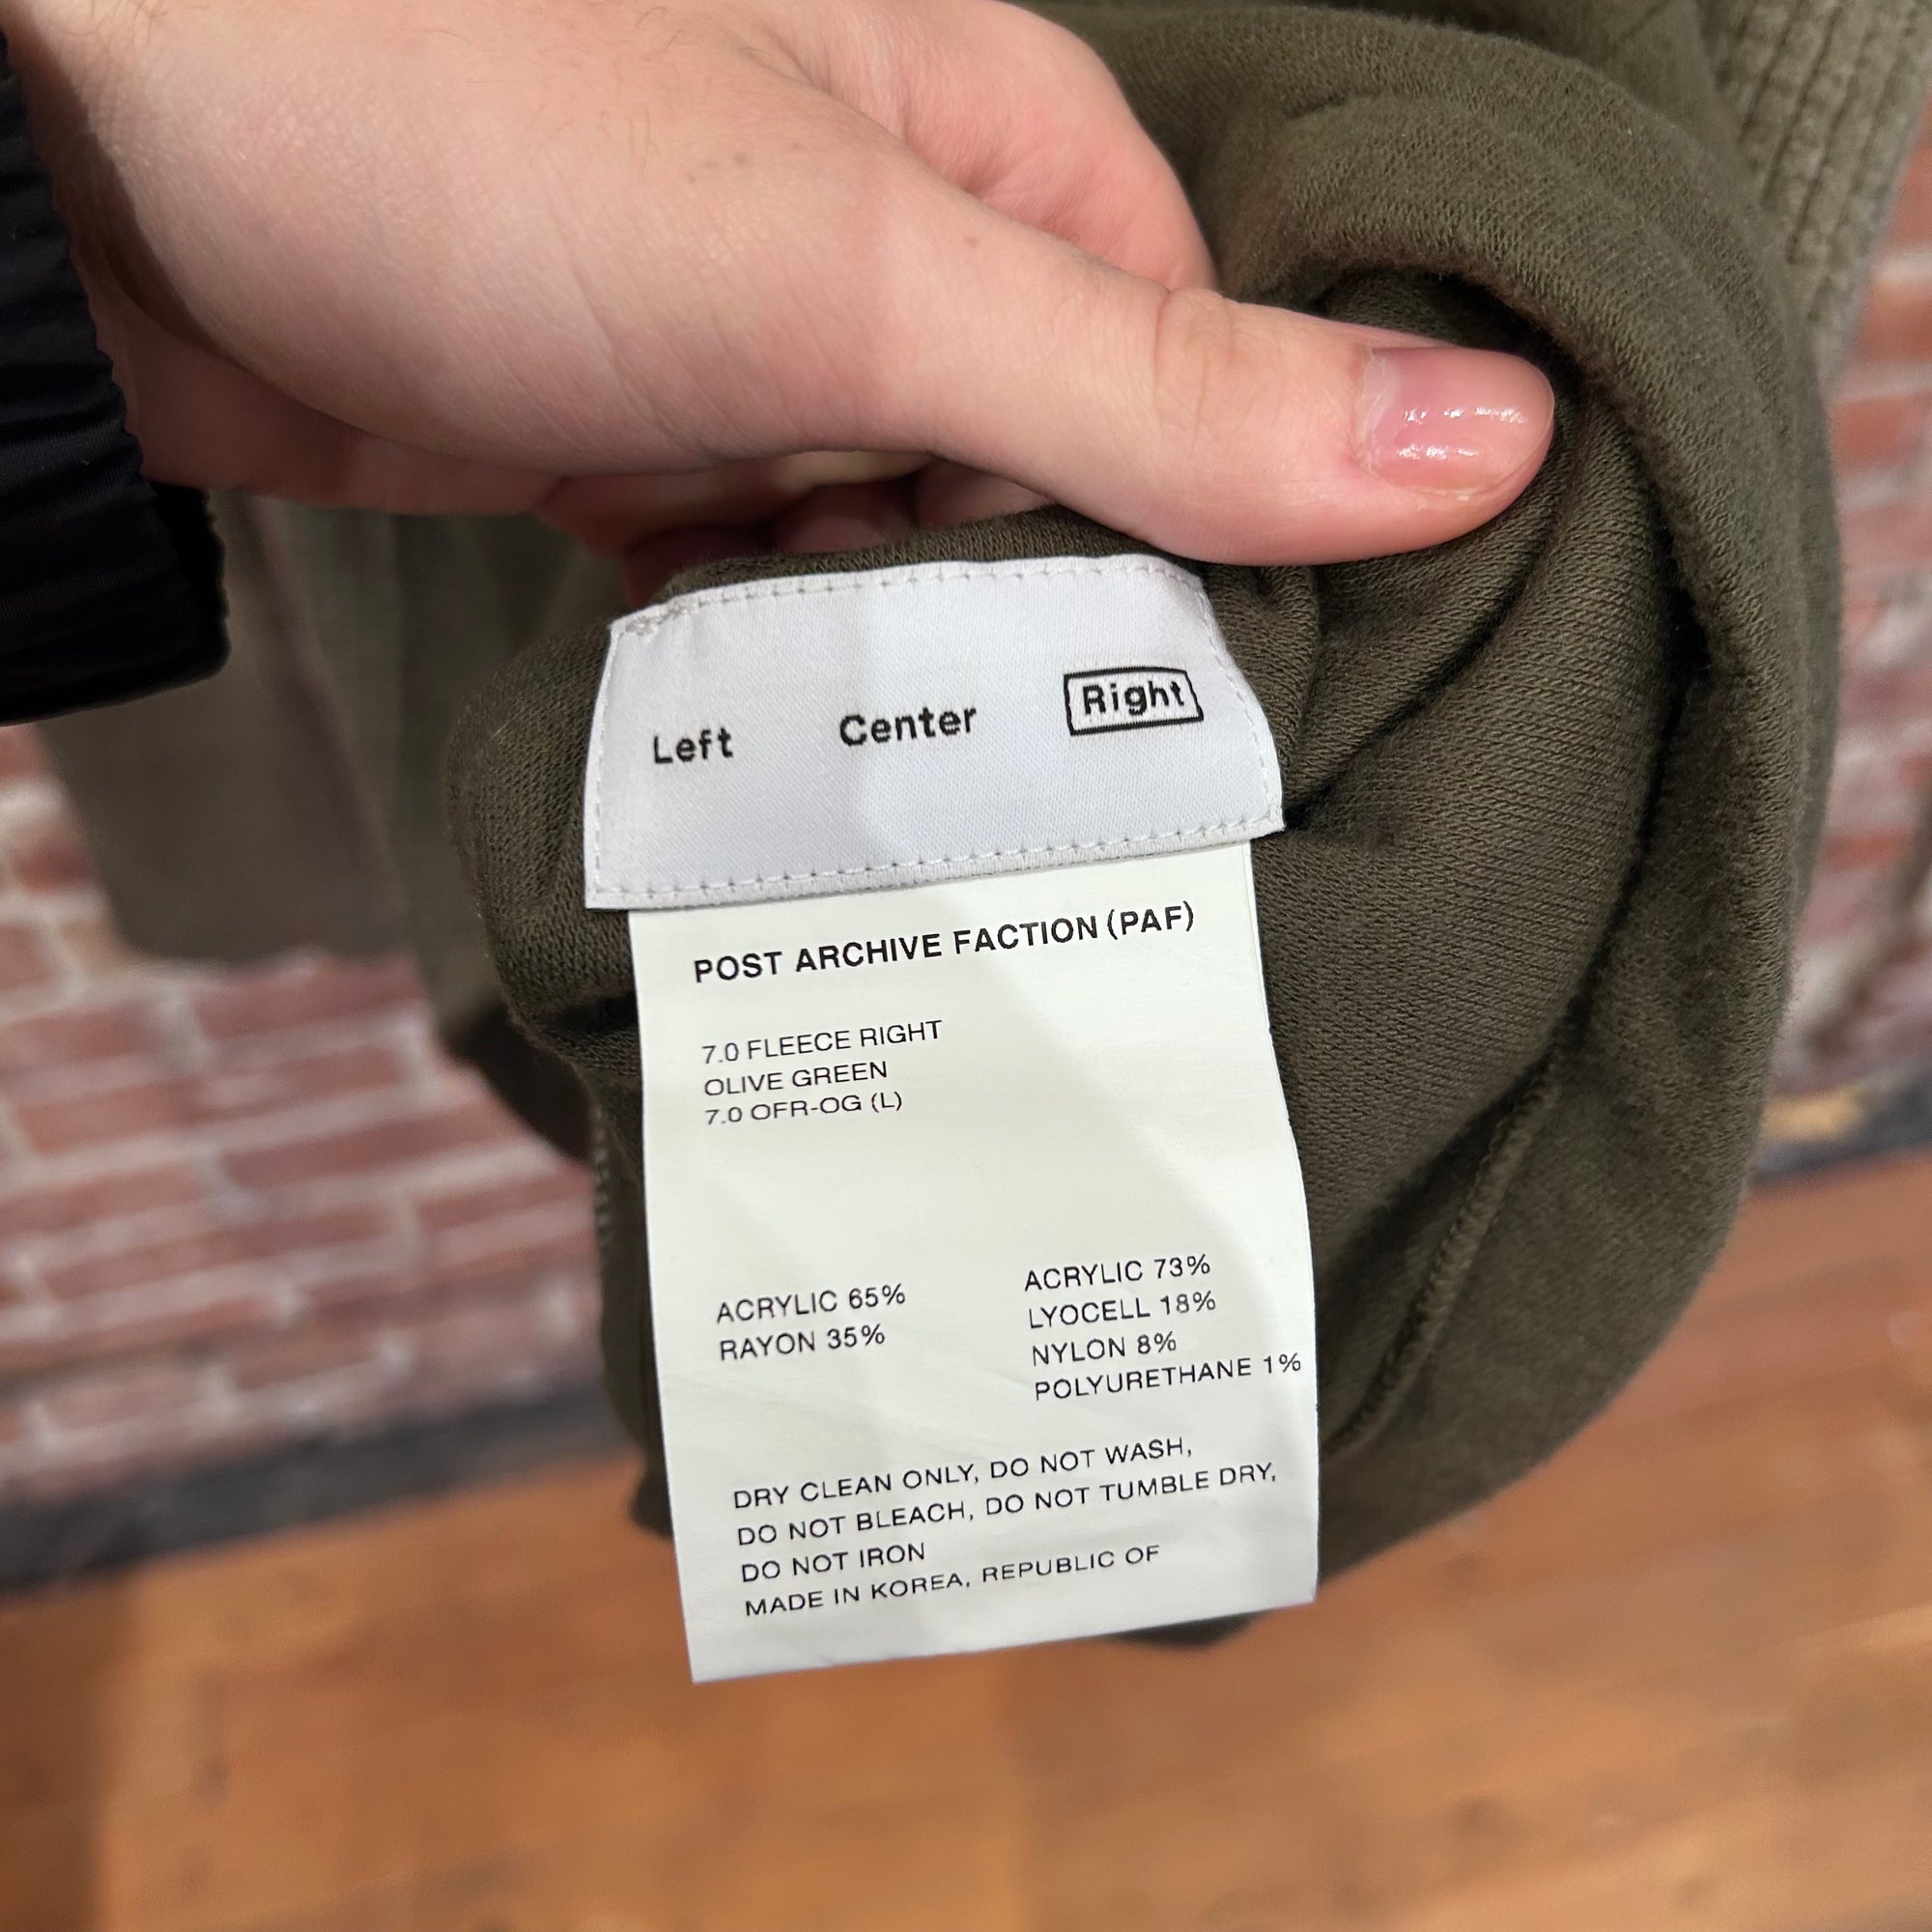 Left Center Right
POST ARCHIVE FACTION (PAF)
7.0 FLEECE RIGHT
OLIVE GREEN
7.0 OFR-OG (L)
ACRYLIC 65%
RAYON 35%
ACRYLIC 73%
LYOCELL 18%
NYLON 8%
POLYURETHANE 1%
DRY CLEAN ONLY, DO NOT WASH,
DO NOT BLEACH, DO NOT TUMBLE DRY,
DO NOT IRON
MADE IN KOREA, REPUBLIC OF